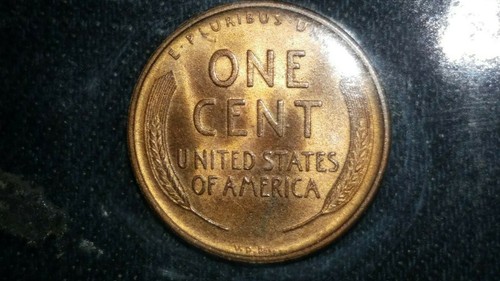 E·PLURIBUS
ONE
CENT
UNITED STATES
OF AMERICA